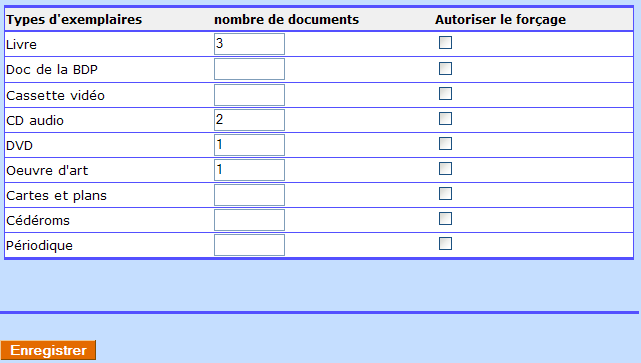 Types d'exemplaires nombre de documents Autoriser le forçage
Livre 3
Doc de la BDP
Cassette vidéo
CD audio 2
DVD 1
Oeuvre d'art 1
Cartes et plans
Cédéroms
Périodique
Enregistrer